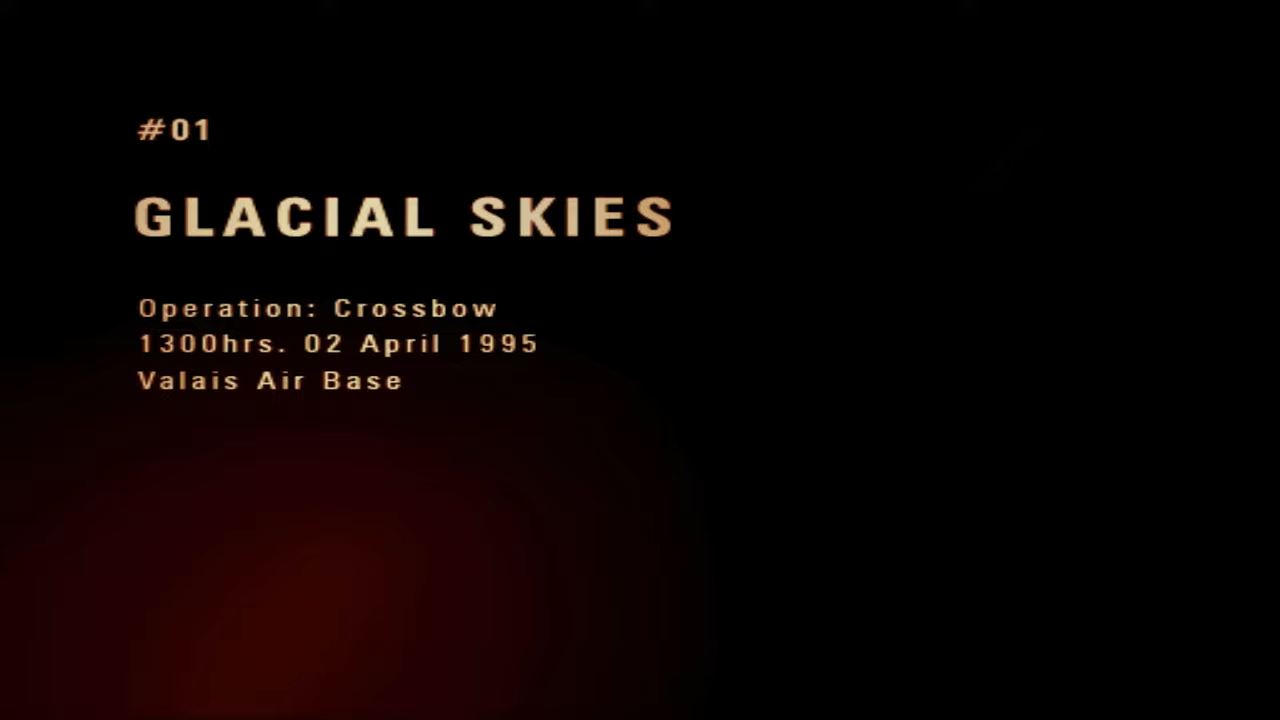 #01
GLACIAL SKIES
Operation: Crossbow
1300hrs. 02 April 1995
Valais Air Base